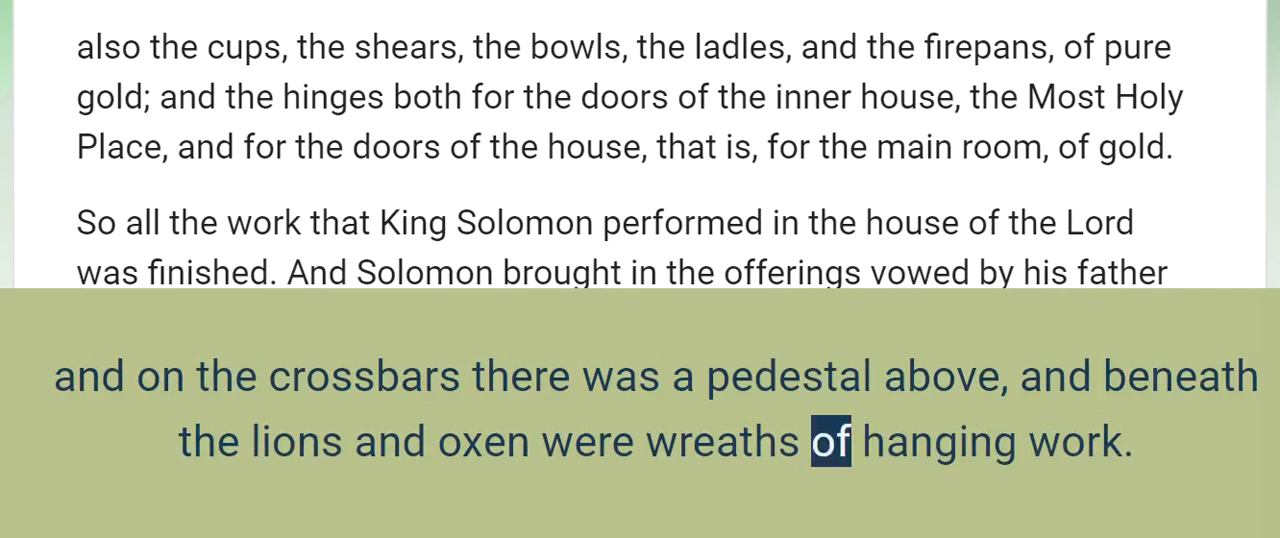 also the cups, the shears, the bowls, the ladles, and the firepans, of pure
gold; and the hinges both for the doors of the inner house, the Most Holy
Place, and for the doors of the house, that is, for the main room, of gold.
So all the work that King Solomon performed in the house of the Lord
was finished. And Solomon brought in the offerings vowed by his father
and on the crossbars there was a pedestal above, and beneath
the lions and oxen were wreaths of hanging work.